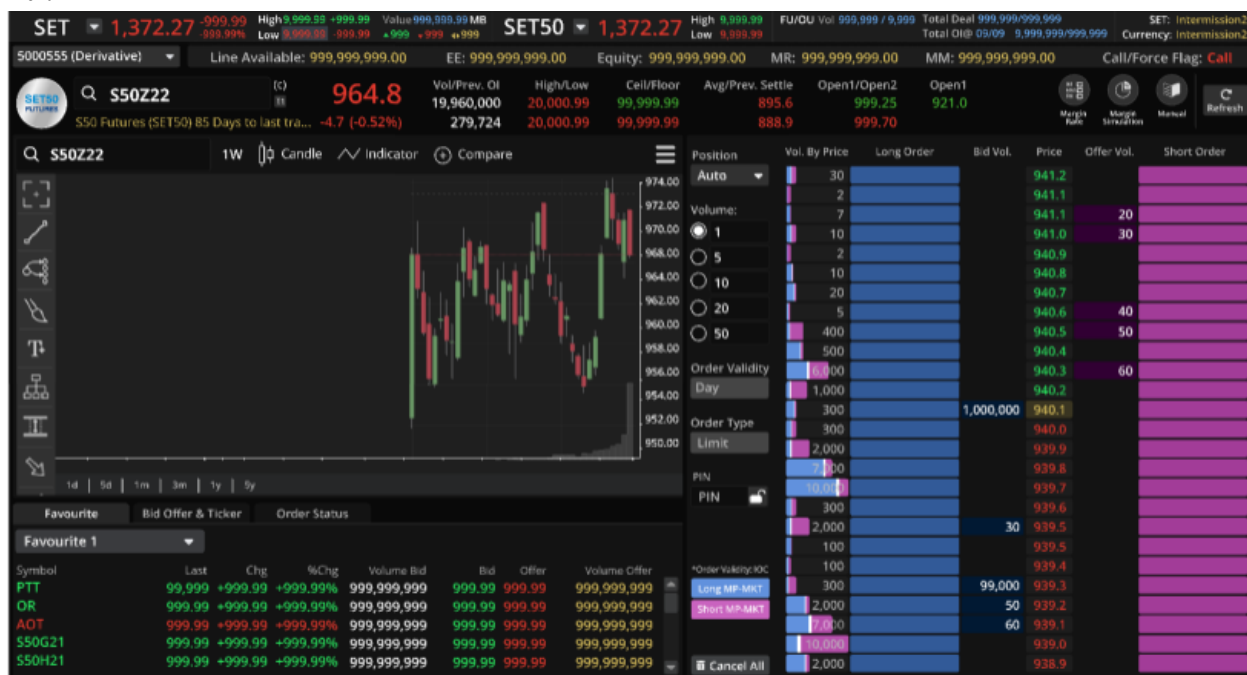 SET 1,372.27 -999.99 -999.99% High 9,999.99 +999.99 Low 9,999.99 -999.99 Value 999,999.99 MB 999 999 999 SET50 1,372.27 High 9,999.99 Low 9,999.99 FU/OU Vol 999,999 / 9,999 Total Deal 999,999/999,999 Total OI@ 09/09 9,999,999/999,999 SET: Intermission2 Currency: Intermission2
5000555 (Derivative) Line Available: 999,999,999.00 EE: 999,999,999.00 Equity: 999,999,999.00 MR: 999,999,999.00 MM: 999,999,999.00 Call/Force Flag: Call
SET50 FUTURES S50Z22 (C) 964.8 Vol/Prev. OI High/Low Ceil/Floor Avg/Prev. Settle Open1/Open2 Open1
19,960,000 20,000.99 99,999.99 895.6 999.25 921.0
S50 Futures (SET50) 85 Days to last tra... -4.7 (-0.52%) 279,724 20,000.99 99,999.99 888.9 999.70
Margin Rate Margin Simulation Manual Refresh
S50Z22 1W Candle Indicator Compare
974.00
972.00
970.00
968.00
964.00
962.00
960.00
958.00
956.00
954.00
952.00
950.00
1d | 5d | 1m | 3m | 1y | 5y
Favourite Bid Offer & Ticker Order Status
Favourite 1
Symbol Last Chg %Chg Volume Bid Bid Offer Volume Offer
PTT 99,999 +999.99 +999.99% 999,999,999 999.99 999.99 999,999,999
OR 999.99 +999.99 +999.99% 999,999,999 999.99 999.99 999,999,999
AOT 999.99 +999.99 +999.99% 999,999,999 999.99 999.99 999,999,999
S50G21 999.99 +999.99 +999.99% 999,999,999 999.99 999.99 999,999,999
S50H21 999.99 +999.99 +999.99% 999,999,999 999.99 999.99 999,999,999
Position
Auto
Volume:
1
5
10
20
50
Order Validity
Day
Order Type
Limit
PIN
PIN
*Order Validity: IOC
Long MP-MKT
Short MP-MKT
Cancel All
Vol. By Price Long Order Bid Vol. Price Offer Vol. Short Order
30 941.2
2 941.1
7 941.1 20
10 941.0 30
2 940.9
10 940.8
20 940.7
5 940.6 40
400 940.5 50
500 940.4
6,000 940.3 60
1,000 940.2
300 1,000,000 940.1
300 940.0
2,000 939.9
7,000 939.8
10,000 939.7
300 939.6
2,000 30 939.5
100 939.5
100 939.4
300 99,000 939.3
2,000 50 939.2
7,000 60 939.1
10,000 939.0
2,000 938.9